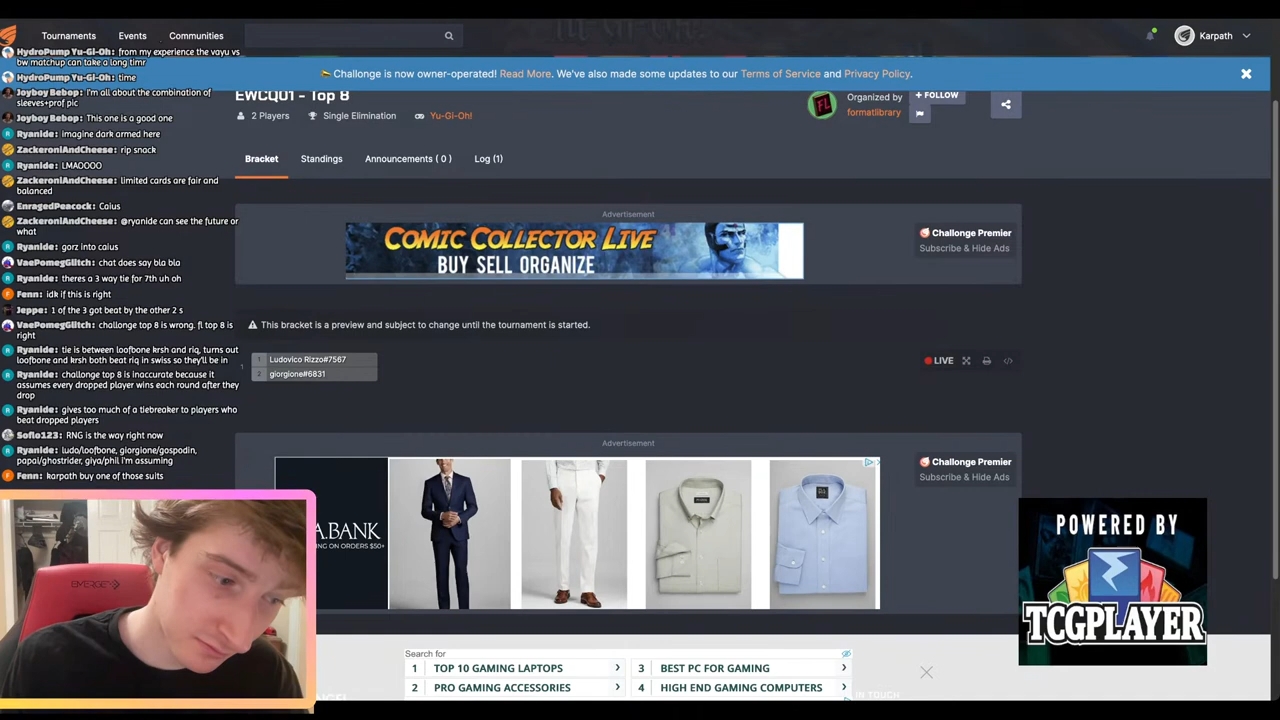 Tournaments Events Communities
Karpath
HydroPump Yu-Gi-Oh: from my experience the vayu vs
bw matchup can take a long timr
HydroPump Yu-Gi-Oh: time
Joyboy Bebop: I'm all about the combination of
sleeves+prof pic
Joyboy Bebop: This one is a good one
Ryanide: imagine dark armed here
ZackeroniAndCheese: rip snack
Ryanide: LMAOOOO
ZackeroniAndCheese: limited cards are fair and
balanced
EnragedPeacock: Caius
ZackeroniAndCheese: @ryanide can see the future or
what
Ryanide: gorz into caius
VaePomegGlitch: chat does say bla bla
Ryanide: theres a 3 way tie for 7th uh oh
Fenn: idk if this is right
Jeppe: 1 of the 3 got beat by the other 2 s
VaePomegGlitch: challonge top 8 is wrong. fl top 8 is
right
Ryanide: tie is between loofbone krsh and riq, turns out
loofbone and krsh both beat riq in swiss so they'll be in
Ryanide: challonge top 8 is inaccurate because it
assumes every dropped player wins each round after they
drop
Ryanide: gives too much of a tiebreaker to players who
beat dropped players
Soflo123: RNG is the way right now
Ryanide: ludo/loofbone, giorgione/gospodin,
papal/ghostrider, giya/phil i'm assuming
Fenn: karpath buy one of those suits
Challonge is now owner-operated! Read More. We've also made some updates to our Terms of Service and Privacy Policy.
EWCQ01 - Top 8
2 Players Single Elimination Yu-Gi-Oh!
Organized by
formatlibrary
+ FOLLOW
Bracket Standings Announcements ( 0 ) Log (1)
Advertisement
COMIC COLLECTOR LIVE
BUY SELL ORGANIZE
Challonge Premier
Subscribe & Hide Ads
This bracket is a preview and subject to change until the tournament is started.
1
1 Ludovico Rizzo#7567
2 giorgione#6831
LIVE
Advertisement
A.BANK
ING ON ORDERS $50+
Challonge Premier
Subscribe & Hide Ads
EMERGE
POWERED BY
TCGPLAYER
Search for
1 TOP 10 GAMING LAPTOPS
3 BEST PC FOR GAMING
2 PRO GAMING ACCESSORIES
4 HIGH END GAMING COMPUTERS